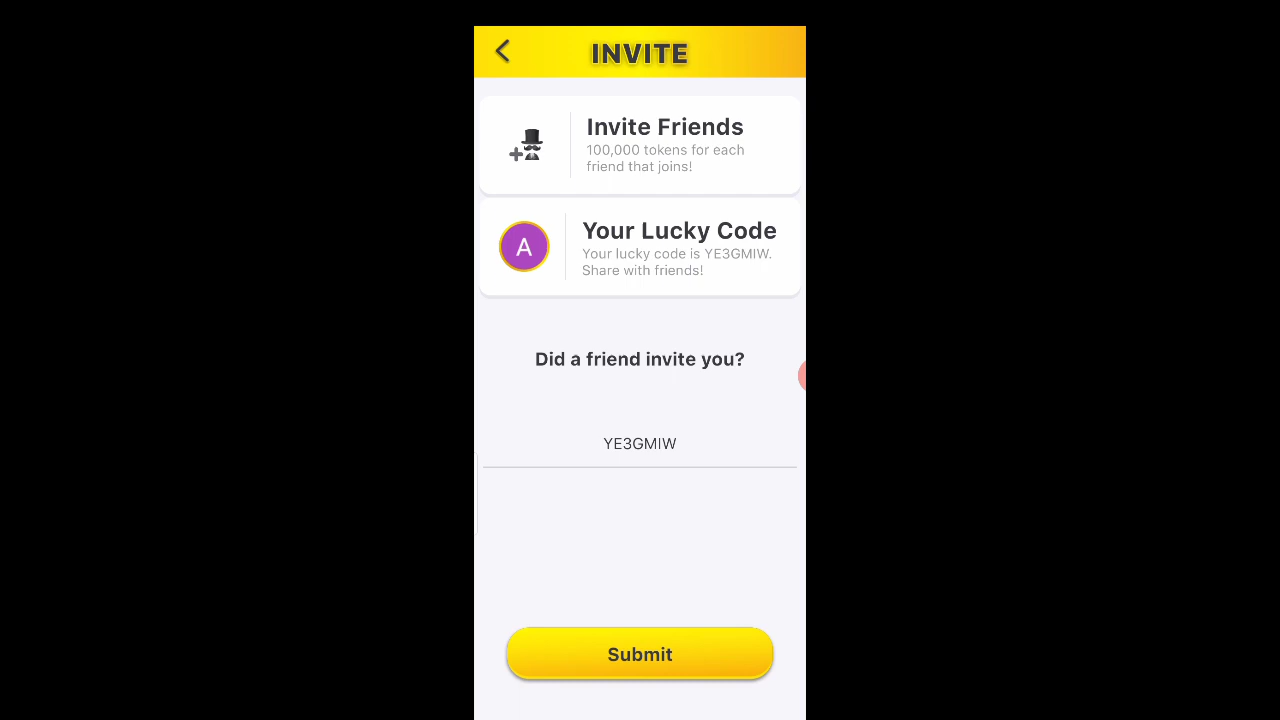 INVITE
Invite Friends
100,000 tokens for each
friend that joins!
A
Your Lucky Code
Your lucky code is YE3GMIW.
Share with friends!
Did a friend invite you?
YE3GMIW
Submit